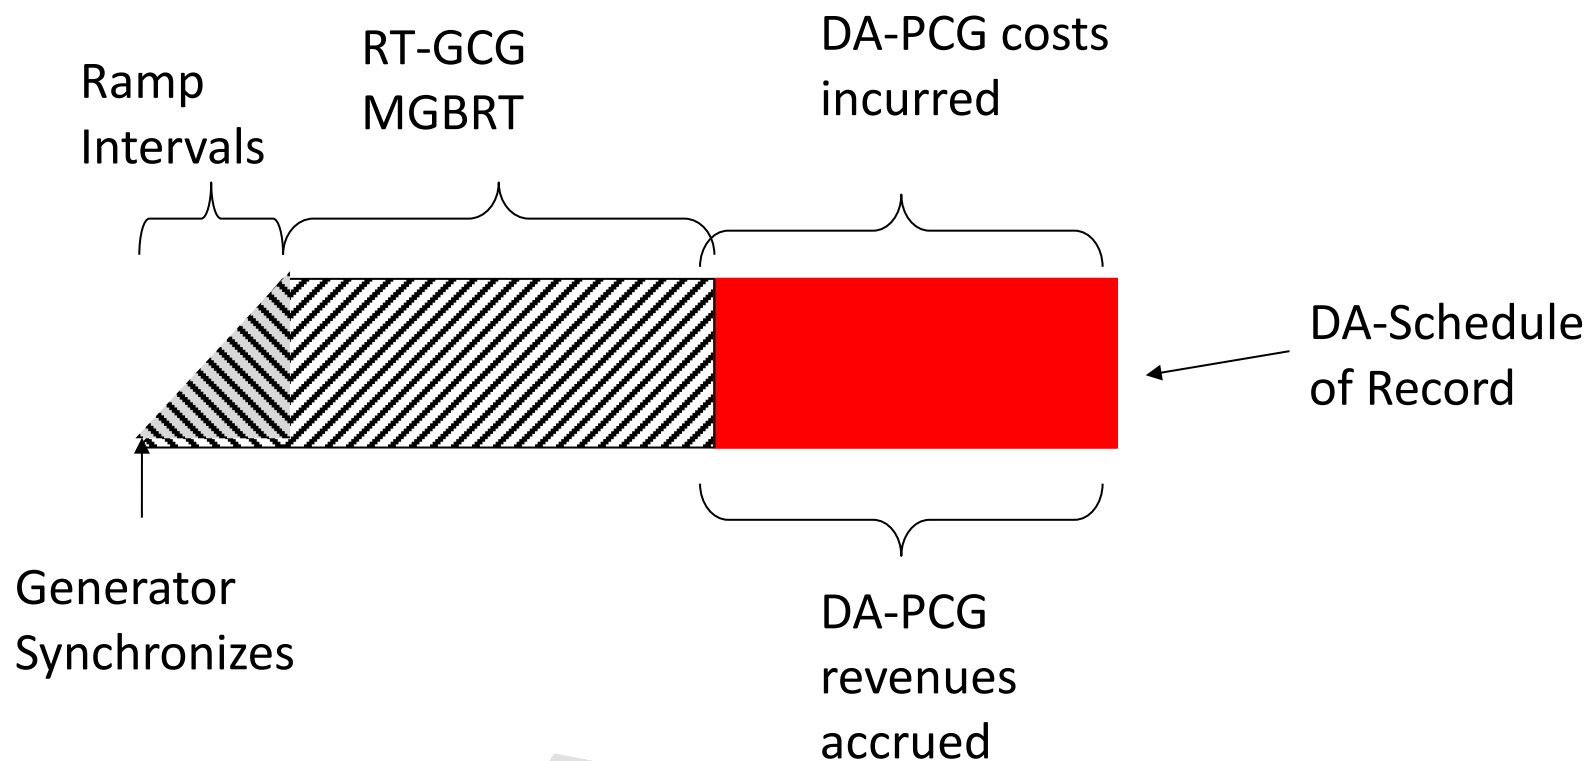 Ramp
Intervals
RT-GCG
MGBRT
DA-PCG costs
incurred
DA-Schedule
of Record
Generator
Synchronizes
DA-PCG
revenues
accrued